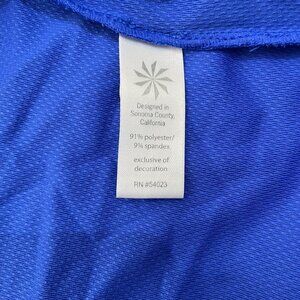 Designed in
Sonoma County,
California
91% polyester/
9% spandex
exclusive of
decoration
RN #54023